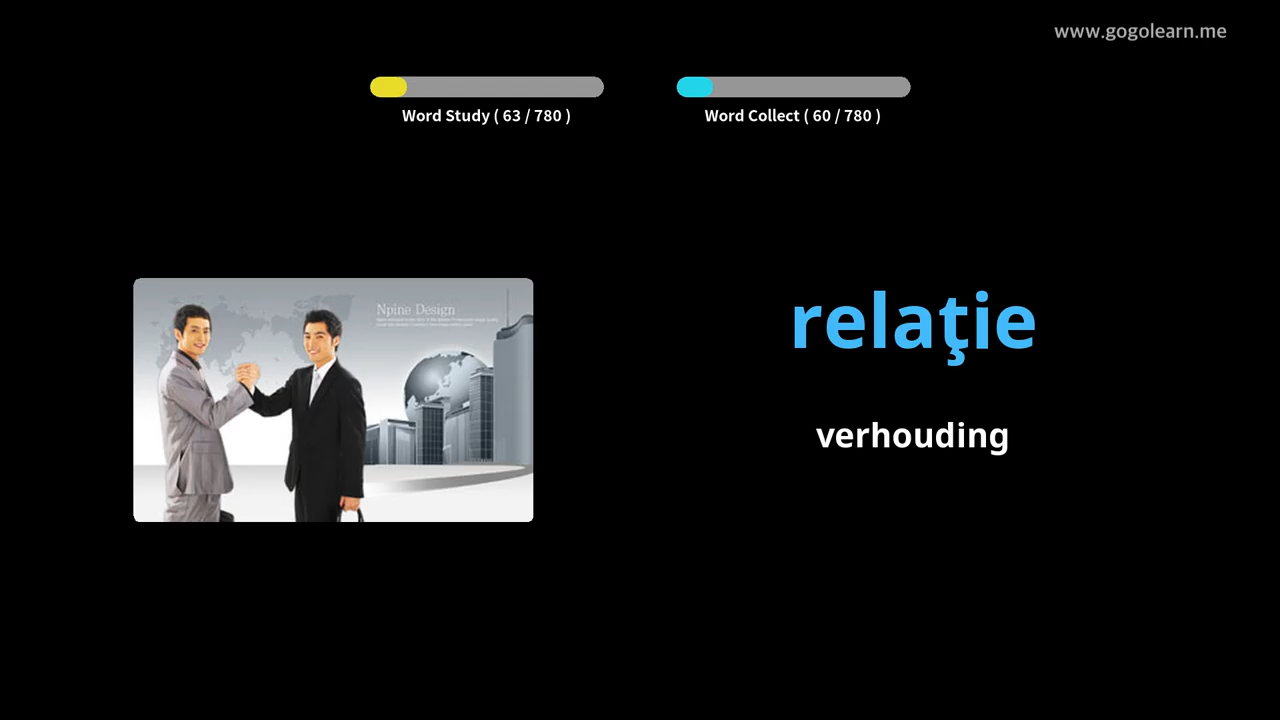 www.gogolearn.me
Word Study ( 63 / 780 )
Word Collect ( 60 / 780 )
Npine Design
relaţie
verhouding